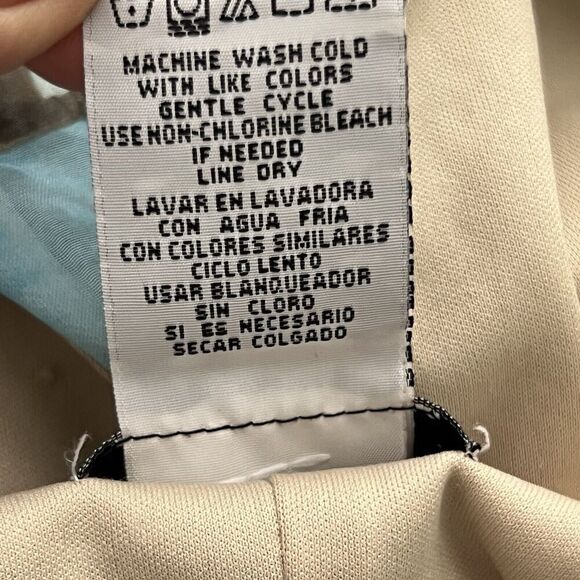 MACHINE WASH COLD
WITH LIKE COLORS
GENTLE CYCLE
USE NON-CHLORINE BLEACH
IF NEEDED
LINE DRY
LAVAR EN LAVADORA
CON AGUA FRIA
CON COLORES SIMILARES
CICLO LENTO
USAR BLANQUEADOR
SIN CLORO
SI ES NECESARIO
SECAR COLGADO